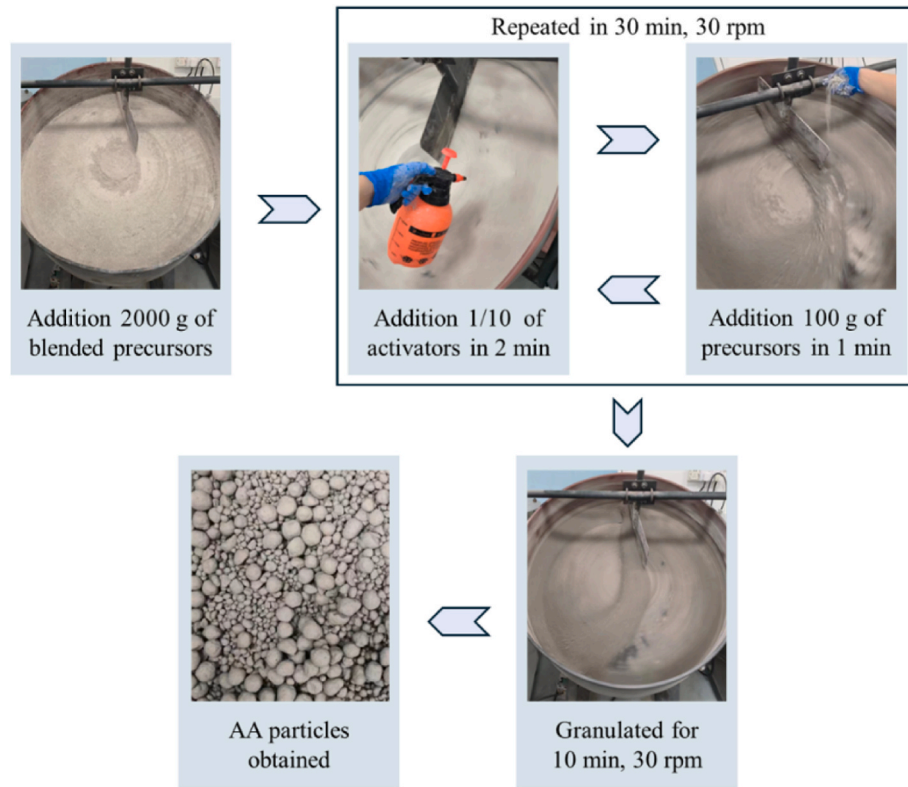 Repeated in 30 min, 30 rpm
Addition 2000 g of
blended precursors
Addition 1/10 of
activators in 2 min
Addition 100 g of
precursors in 1 min
AA particles
obtained
Granulated for
10 min, 30 rpm